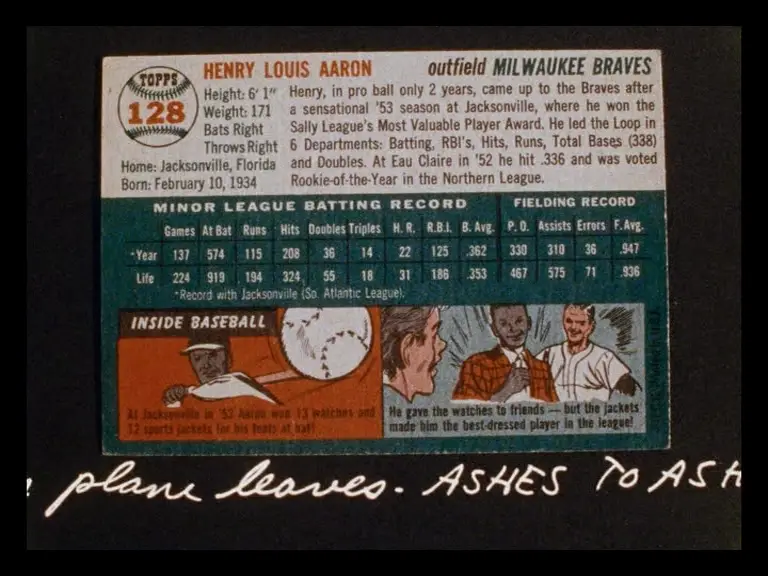 TOPPS
128
HENRY LOUIS AARON outfield MILWAUKEE BRAVES
Height: 6' 1"
Weight: 171
Bats Right
Throws Right
Home: Jacksonville, Florida
Born: February 10, 1934
Henry, in pro ball only 2 years, came up to the Braves after
a sensational '53 season at Jacksonville, where he won the
Sally League's Most Valuable Player Award. He led the Loop in
6 Departments: Batting, RBI's, Hits, Runs, Total Bases (338)
and Doubles. At Eau Claire in '52 he hit .336 and was voted
Rookie-of-the-Year in the Northern League.
MINOR LEAGUE BATTING RECORD FIELDING RECORD
Games At Bat Runs Hits Doubles Triples H. R. R.B.I. B. Avg. P. O. Assists Errors F. Avg.
*Year 137 574 115 208 36 14 22 125 .362 330 310 36 .947
Life 224 919 194 324 55 18 31 186 .353 467 575 71 .936
*Record with Jacksonville (So. Atlantic League).
INSIDE BASEBALL
At Jacksonville in '53 Aaron won 13 watches and
12 sports jackets for his feats at bat!
He gave the watches to friends — but the jackets
made him the best-dressed player in the league!
plane leaves. ASHES TO ASH